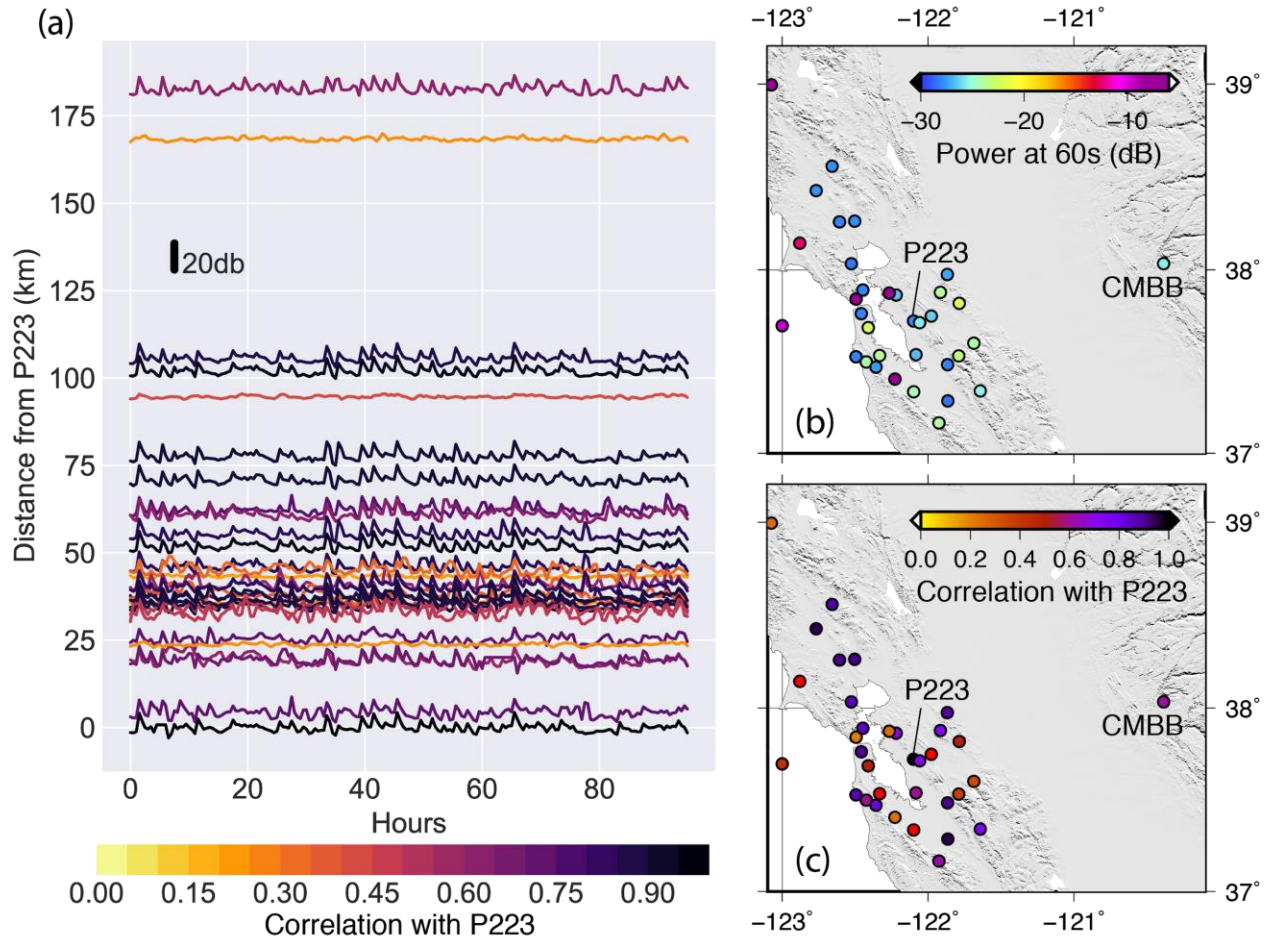 (a)
175
150
125
100
75
50
25
0
Distance from P223 (km)
20db
0 20 40 60 80
Hours
0.00 0.15 0.30 0.45 0.60 0.75 0.90
Correlation with P223
−123˚ −122˚ −121˚
39˚
38˚
37˚
−30 −20 −10
Power at 60s (dB)
P223
CMBB
(b)
39˚
38˚
37˚
0.0 0.2 0.4 0.6 0.8 1.0
Correlation with P223
P223
CMBB
(c)
−123˚ −122˚ −121˚